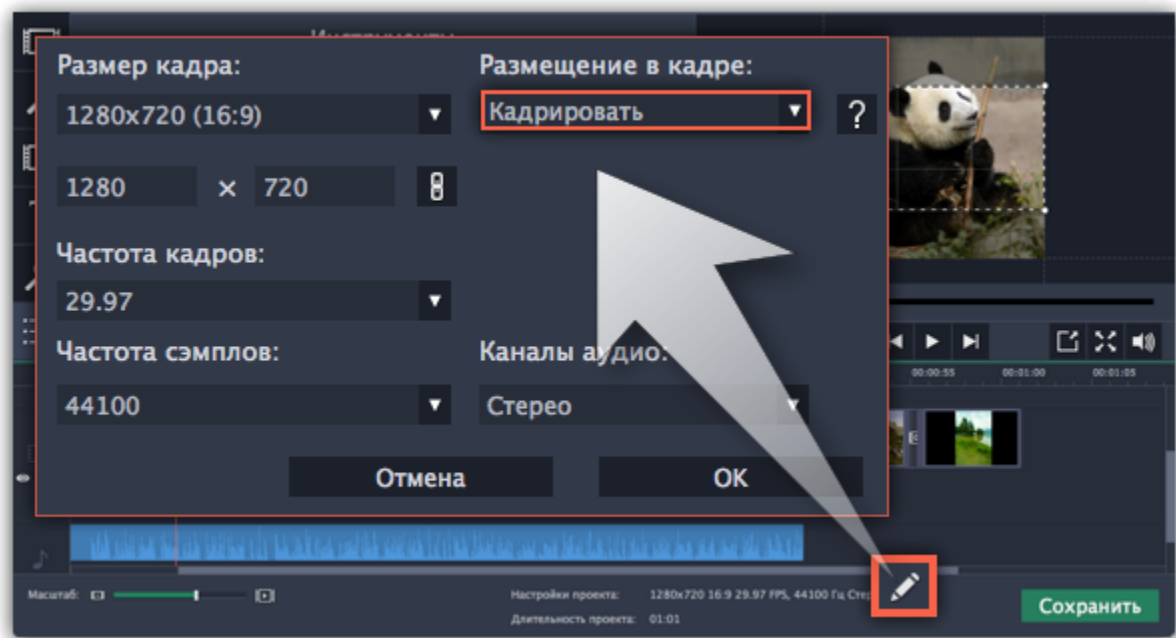 Инструменты
Размер кадра:
Размещение в кадре:
1280x720 (16:9)
Кадрировать
?
1280 × 720
Частота кадров:
29.97
Частота сэмплов:
Каналы аудио:
44100
Стерео
Отмена
OK
00:00:55
00:01:00
00:01:05
Масштаб:
Настройки проекта: 1280x720 16:9 29.97 FPS, 44100 Гц Стер
Длительность проекта: 01:01
Сохранить